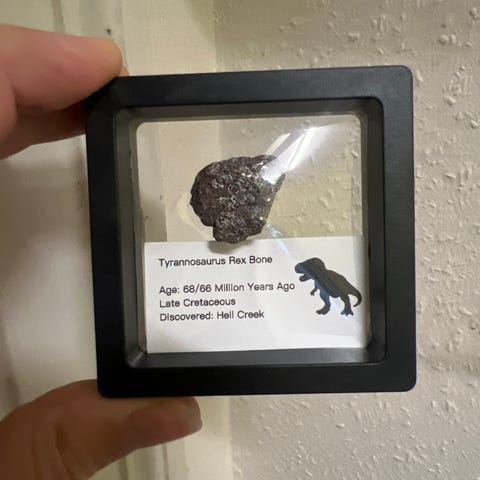 Tyrannosaurus Rex Bone
Age: 68/66 Million Years Ago
Late Cretaceous
Discovered: Hell Creek